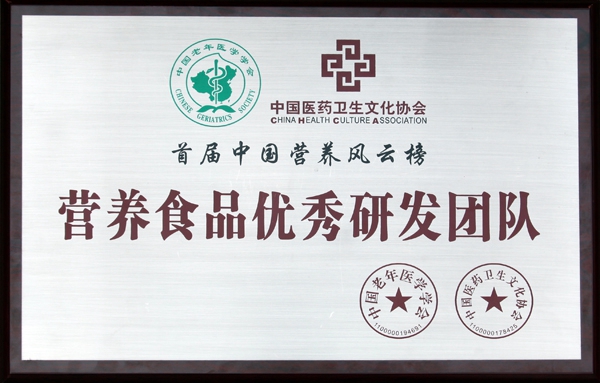 中国老年医学学会
CHINESE GERIATRICS SOCIETY
中国医药卫生文化协会
CHINA HEALTH CULTURE ASSOCIATION
首届中国营养风云榜
营养食品优秀研发团队
中国老年医学学会
1100000194691
中国医药卫生文化协会
1100000178425